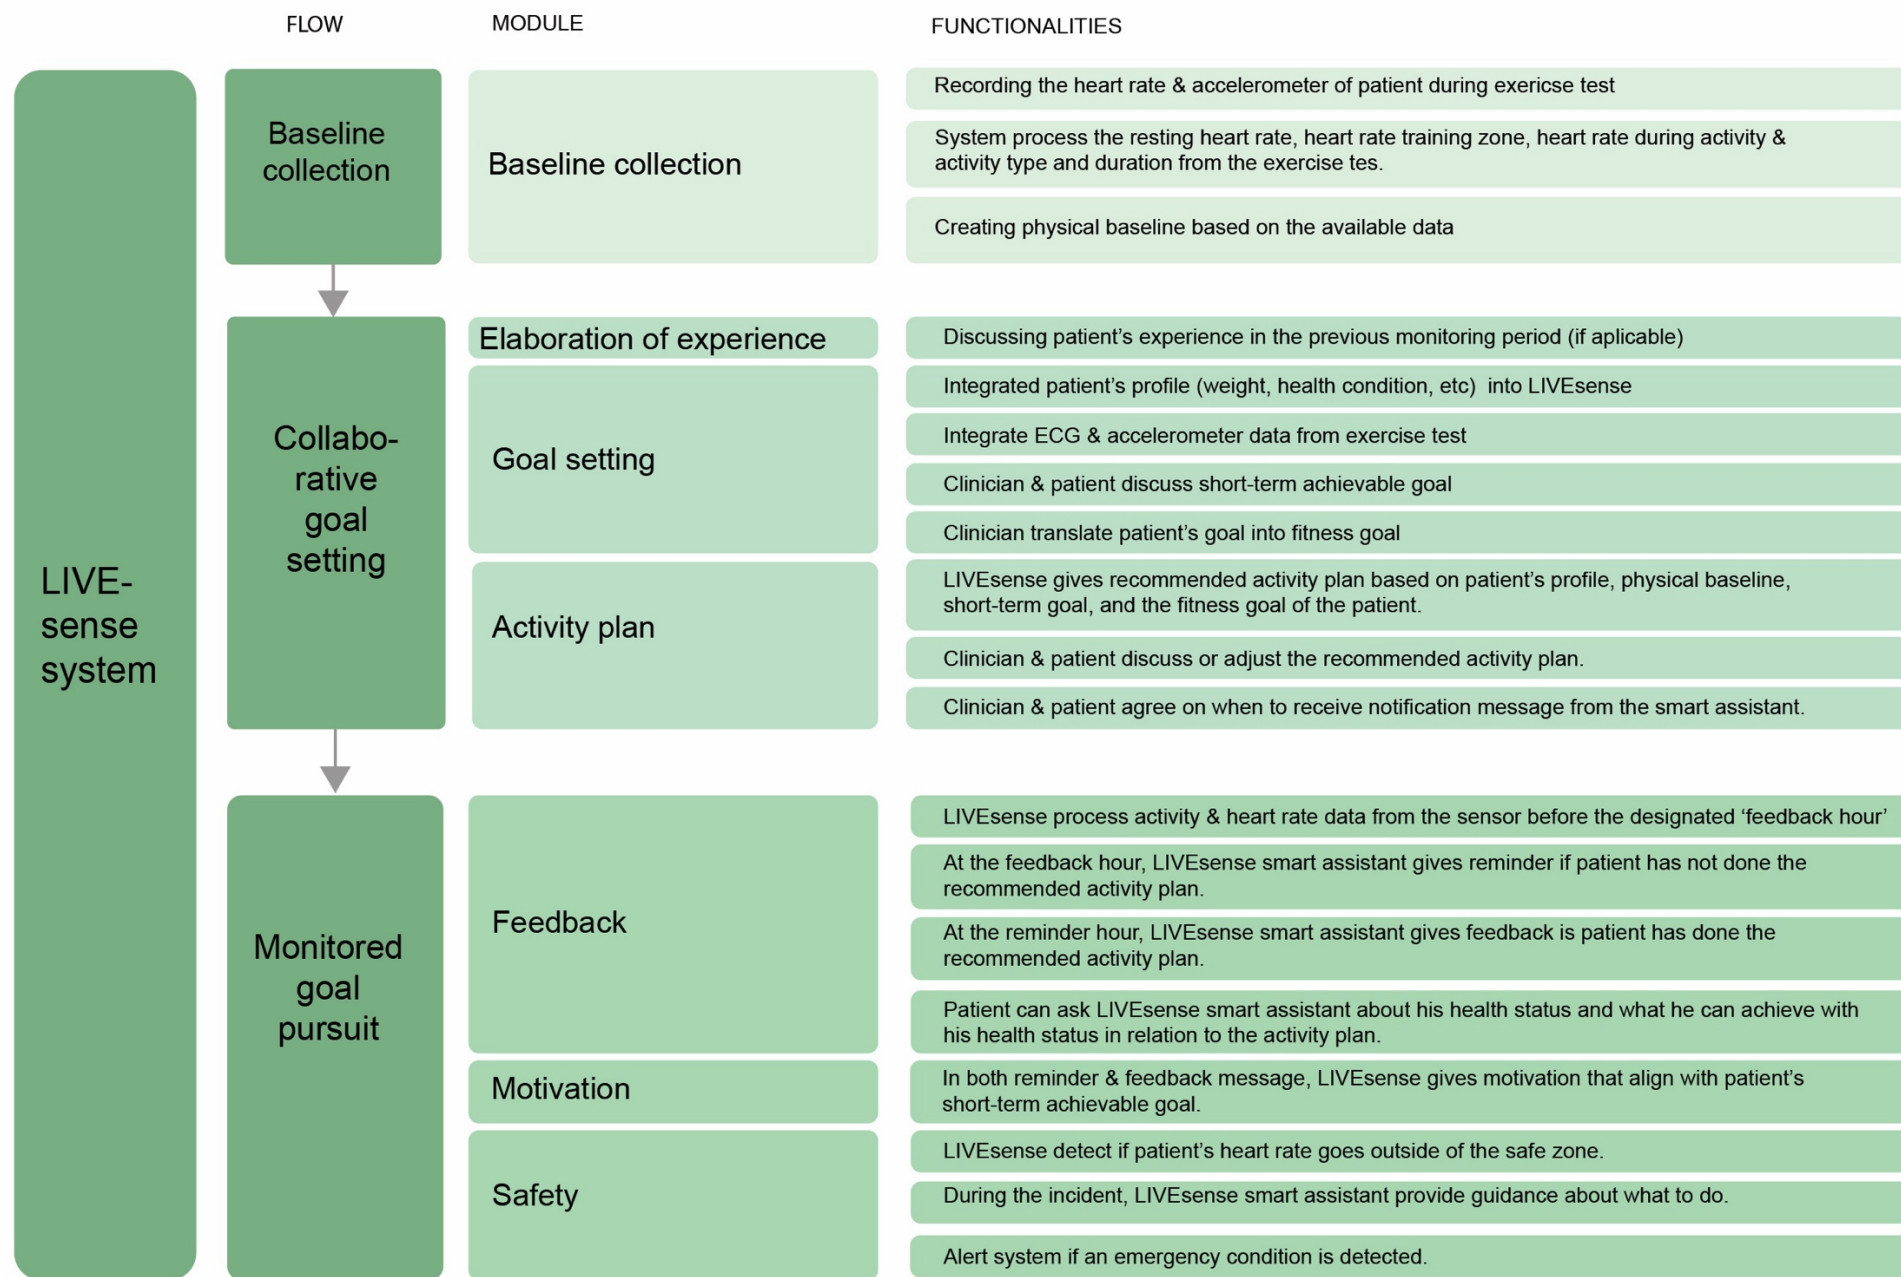 FLOW
MODULE
FUNCTIONALITIES
LIVE-
sense
system
Baseline
collection
Baseline collection
Recording the heart rate & accelerometer of patient during exericse test
System process the resting heart rate, heart rate training zone, heart rate during activity &
activity type and duration from the exercise tes.
Creating physical baseline based on the available data
Collabo-
rative
goal
setting
Elaboration of experience
Discussing patient’s experience in the previous monitoring period (if aplicable)
Goal setting
Integrated patient’s profile (weight, health condition, etc)  into LIVEsense
Integrate ECG & accelerometer data from exercise test
Clinician & patient discuss short-term achievable goal
Clinician translate patient’s goal into fitness goal
Activity plan
LIVEsense gives recommended activity plan based on patient’s profile, physical baseline,
short-term goal, and the fitness goal of the patient.
Clinician & patient discuss or adjust the recommended activity plan.
Clinician & patient agree on when to receive notification message from the smart assistant.
Monitored
goal
pursuit
Feedback
LIVEsense process activity & heart rate data from the sensor before the designated ‘feedback hour’
At the feedback hour, LIVEsense smart assistant gives reminder if patient has not done the
recommended activity plan.
At the reminder hour, LIVEsense smart assistant gives feedback is patient has done the
recommended activity plan.
Patient can ask LIVEsense smart assistant about his health status and what he can achieve with
his health status in relation to the activity plan.
Motivation
In both reminder & feedback message, LIVEsense gives motivation that align with patient’s
short-term achievable goal.
Safety
LIVEsense detect if patient’s heart rate goes outside of the safe zone.
During the incident, LIVEsense smart assistant provide guidance about what to do.
Alert system if an emergency condition is detected.